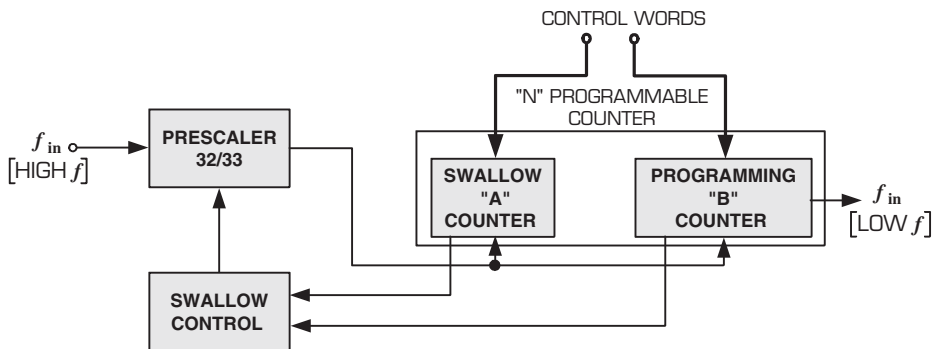 CONTROL WORDS
"N" PROGRAMMABLE
COUNTER
f in
[HIGH f]
PRESCALER
32/33
SWALLOW
"A"
COUNTER
PROGRAMMING
"B"
COUNTER
f in
[LOW f]
SWALLOW
CONTROL